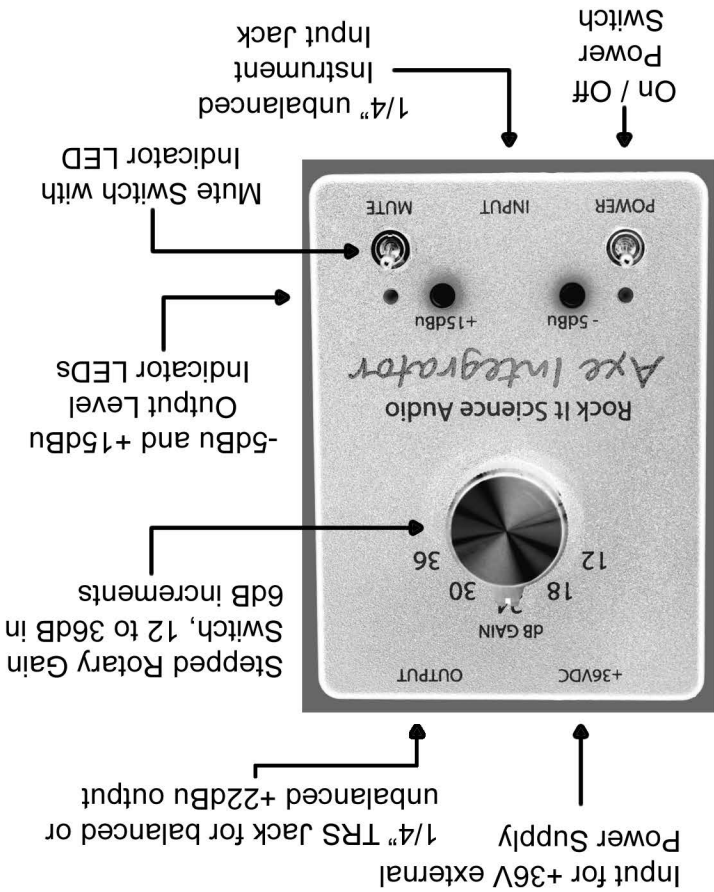 Input for +36V external
Power Supply
1/4” TRS Jack for balanced or
unbalanced +22dBu output
+36VDC
OUTPUT
dB GAIN
12
18
30
36
Stepped Rotary Gain
Switch, 12 to 36dB in
6dB increments
Rock It Science Audio
Axe Integrator
-5dBu and +15dBu
Output Level
Indicator LEDs
- 5dBu
+15dBu
POWER
INPUT
MUTE
Mute Switch with
Indicator LED
On / Off
Power
Switch
1/4” unbalanced
Instrument
Input Jack